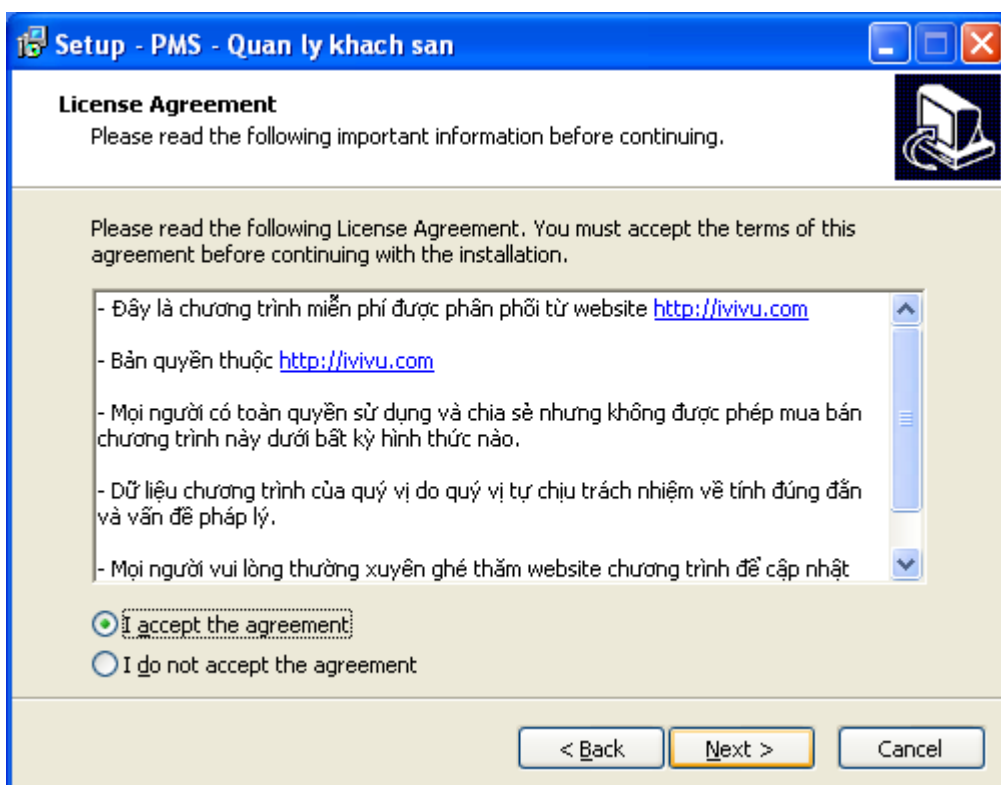 Setup - PMS - Quan ly khach san
License Agreement
Please read the following important information before continuing.
Please read the following License Agreement. You must accept the terms of this
agreement before continuing with the installation.
- Đây là chương trình miễn phí được phân phối từ website http://ivivu.com
- Bản quyền thuộc http://ivivu.com
- Mọi người có toàn quyền sử dụng và chia sẻ nhưng không được phép mua bán
chương trình này dưới bất kỳ hình thức nào.
- Dữ liệu chương trình của quý vị do quý vị tự chịu trách nhiệm về tính đúng đắn
và vấn đề pháp lý.
- Mọi người vui lòng thường xuyên ghé thăm website chương trình để cập nhật
I accept the agreement
I do not accept the agreement
< Back Next > Cancel